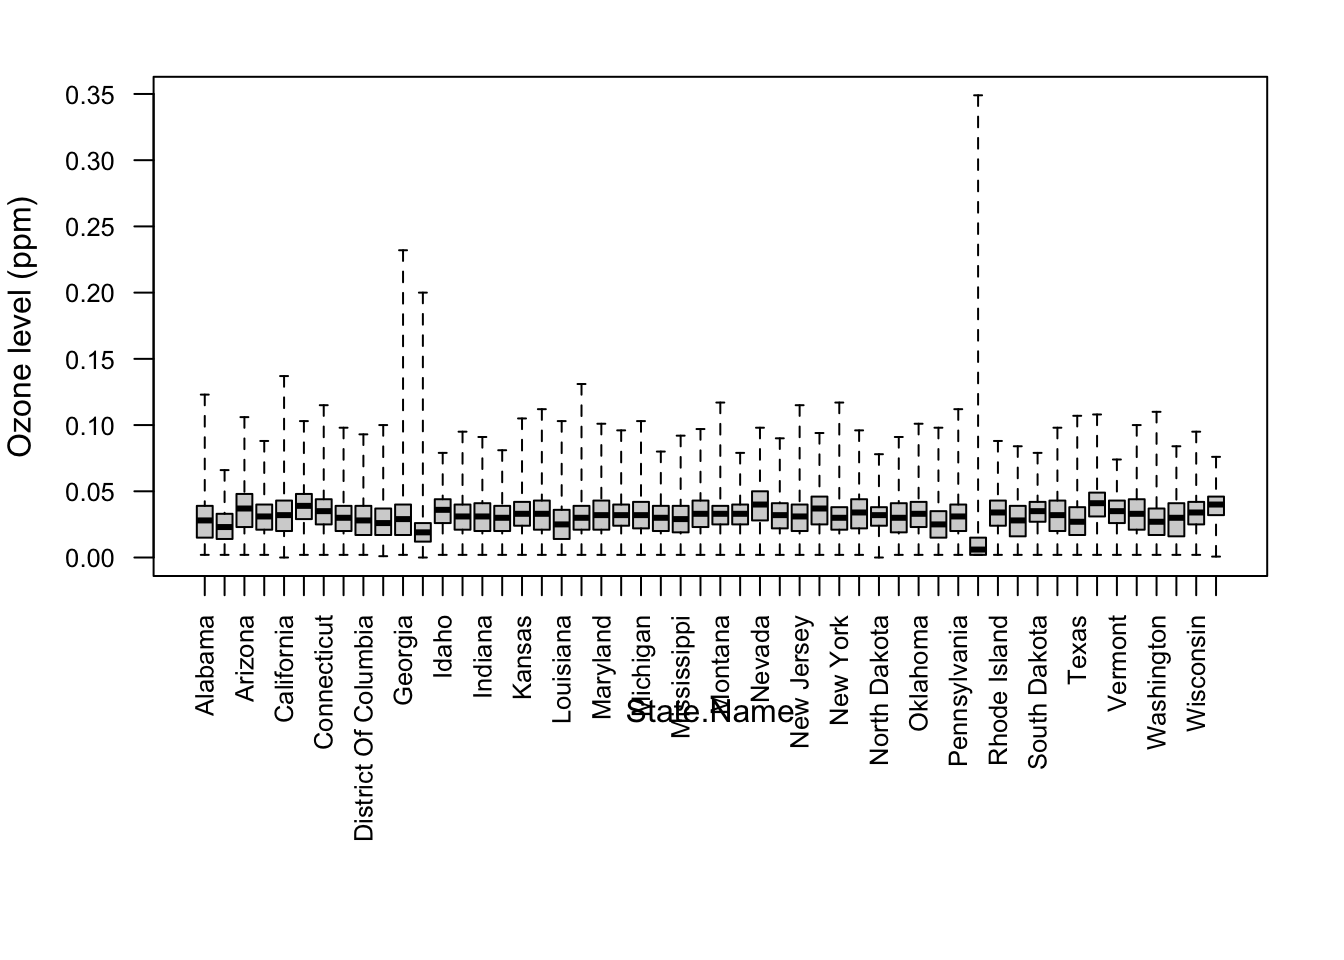 Ozone level (ppm)
0.35
0.30
0.25
0.20
0.15
0.10
0.05
0.00
Alabama
Arizona
California
Connecticut
District Of Columbia
Georgia
Idaho
Indiana
Kansas
Louisiana
Maryland
Michigan
Mississippi
Montana
Nevada
New Jersey
New York
North Dakota
Oklahoma
Pennsylvania
Rhode Island
South Dakota
Texas
Vermont
Washington
Wisconsin
State.Name